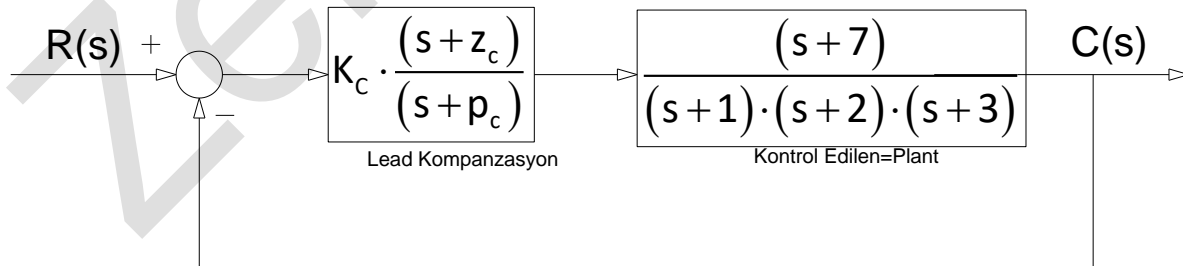 R(s)
+
−
K_C · (s+z_c) / (s+p_c)
Lead Kompanzasyon
(s+7) / (s+1)·(s+2)·(s+3)
Kontrol Edilen=Plant
C(s)